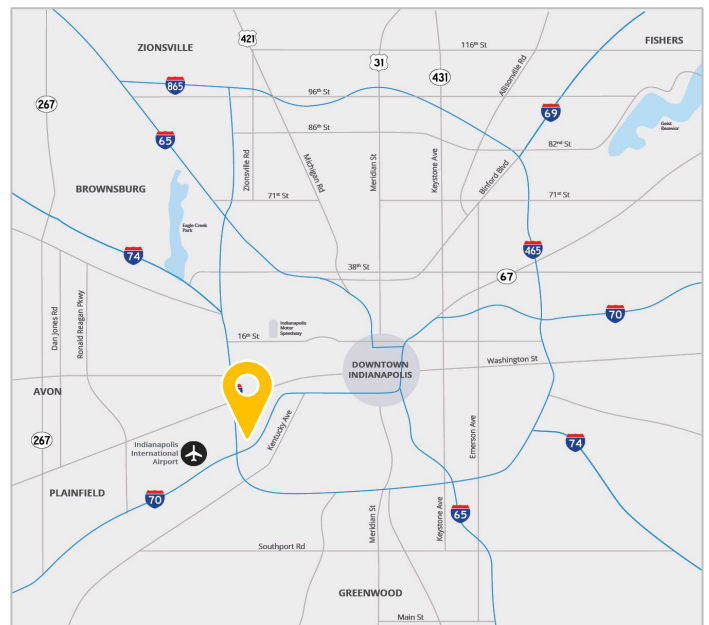 421
ZIONSVILLE
FISHERS
116th St
31
431
Allisonville Rd
865
96th St
267
69
65
86th St
82nd St
Geist
Reservoir
Zionsville Rd
Michigan Rd
Meridian St
Keystone Ave
Binford Blvd
BROWNSBURG
71st St
71st St
Eagle Creek
Park
74
465
38th St
67
70
Dan Jones Rd
Ronald Reagan Pkwy
Indianapolis
Motor
Speedway
16th St
DOWNTOWN
INDIANAPOLIS
Washington St
AVON
Kentucky Ave
Emerson Ave
267
Indianapolis
International
Airport
74
PLAINFIELD
70
Meridian St
Keystone Ave
65
Southport Rd
GREENWOOD
Main St